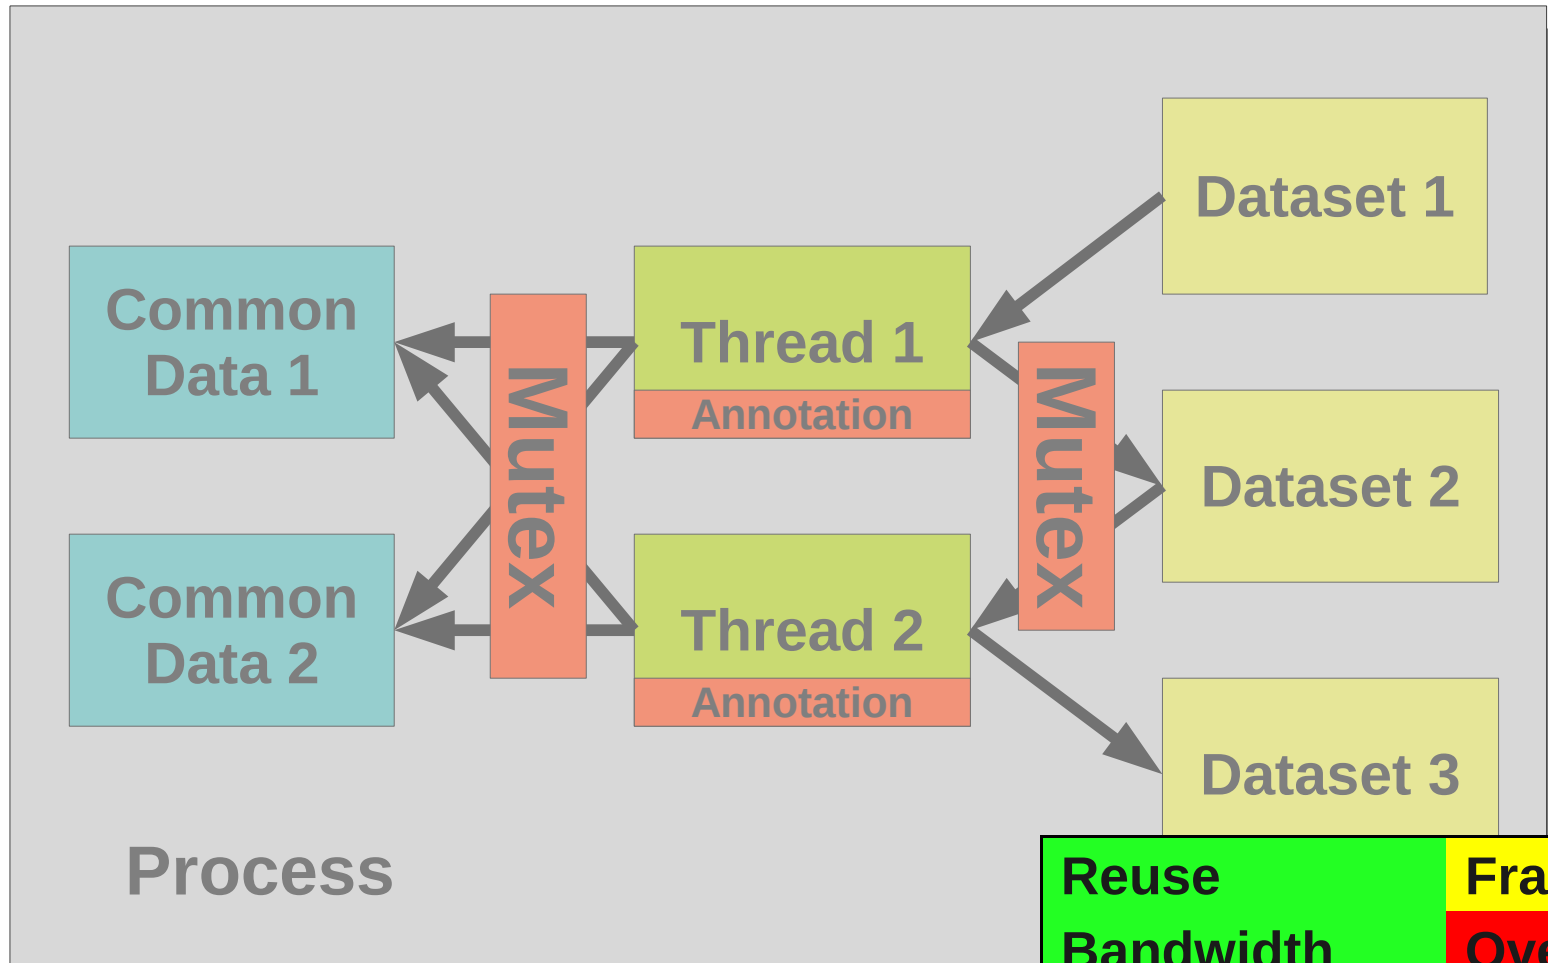 Dataset 1
Common
Data 1
Mutex
Thread 1
Annotation
Mutex
Dataset 2
Common
Data 2
Thread 2
Annotation
Dataset 3
Process
Reuse
Bandwidth